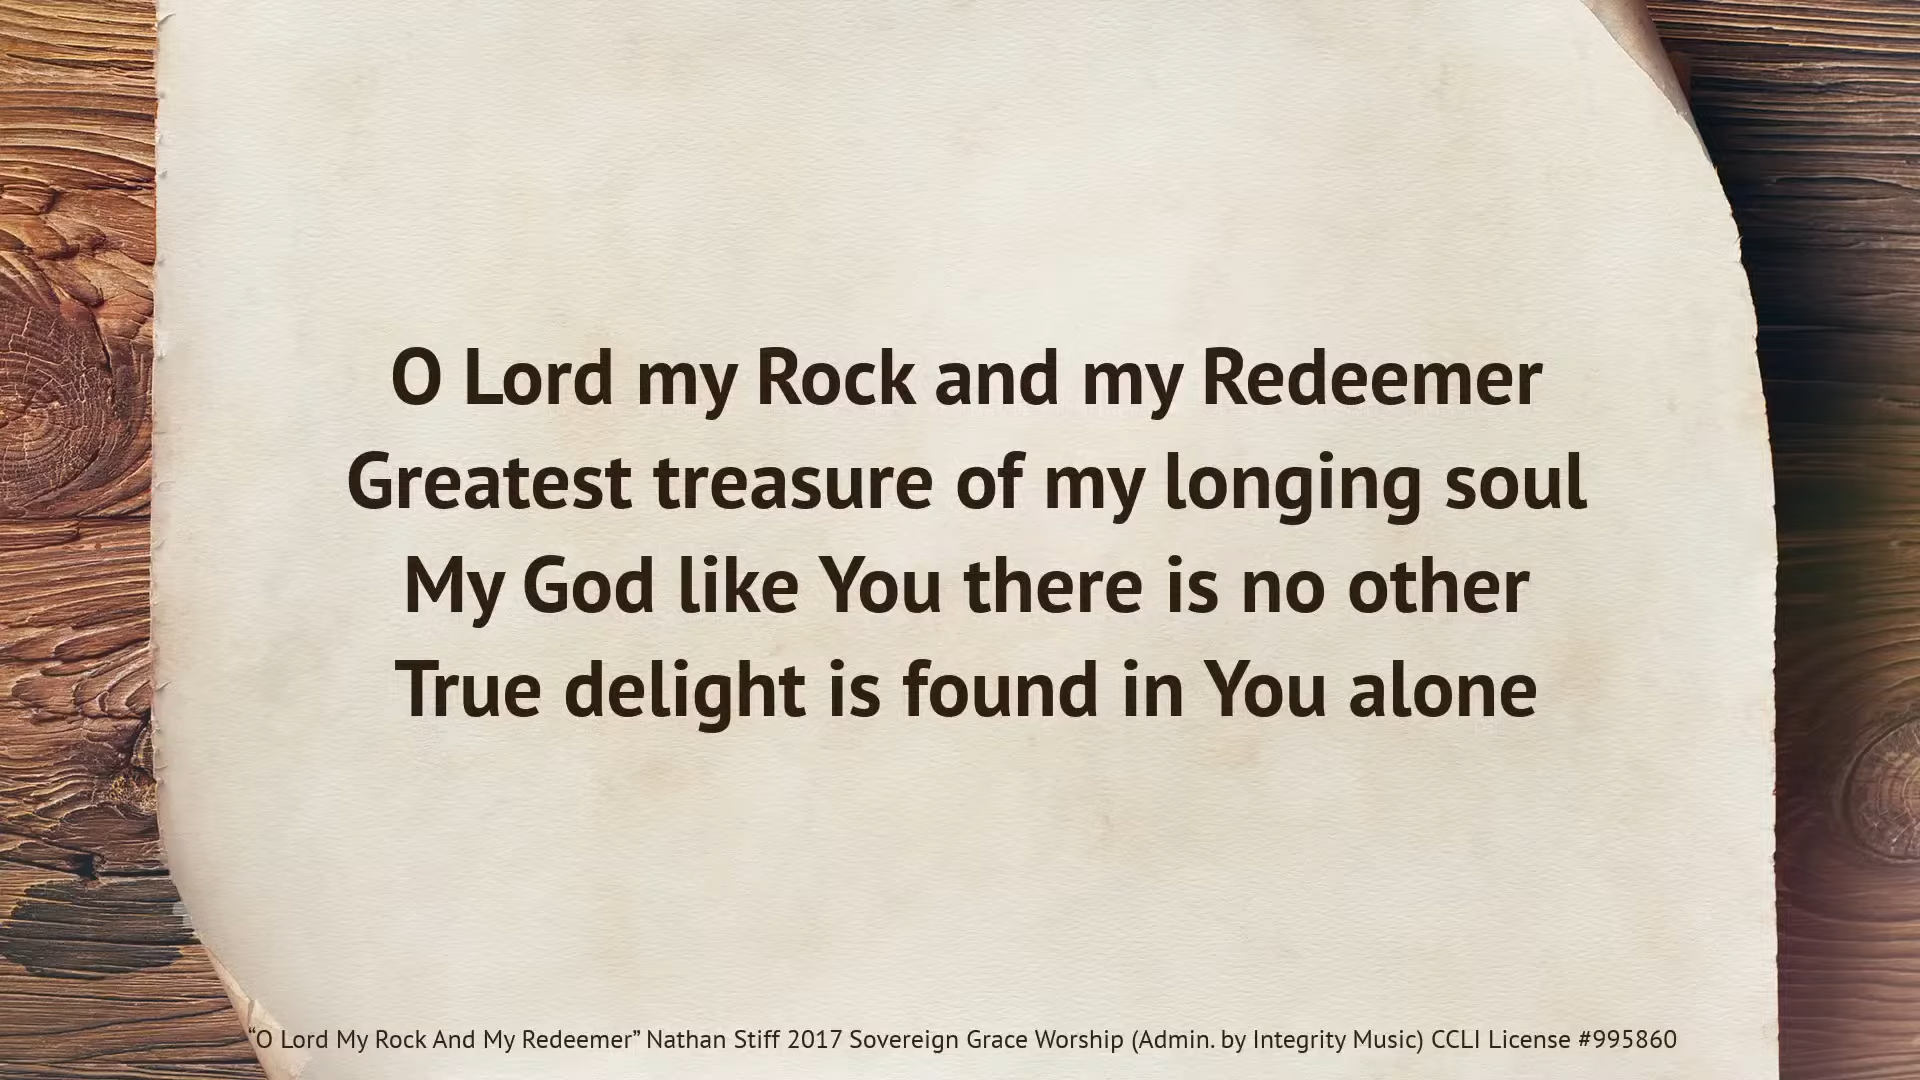 O Lord my Rock and my Redeemer
Greatest treasure of my longing soul
My God like You there is no other
True delight is found in You alone
“O Lord My Rock And My Redeemer” Nathan Stiff 2017 Sovereign Grace Worship (Admin. by Integrity Music) CCLI License #995860